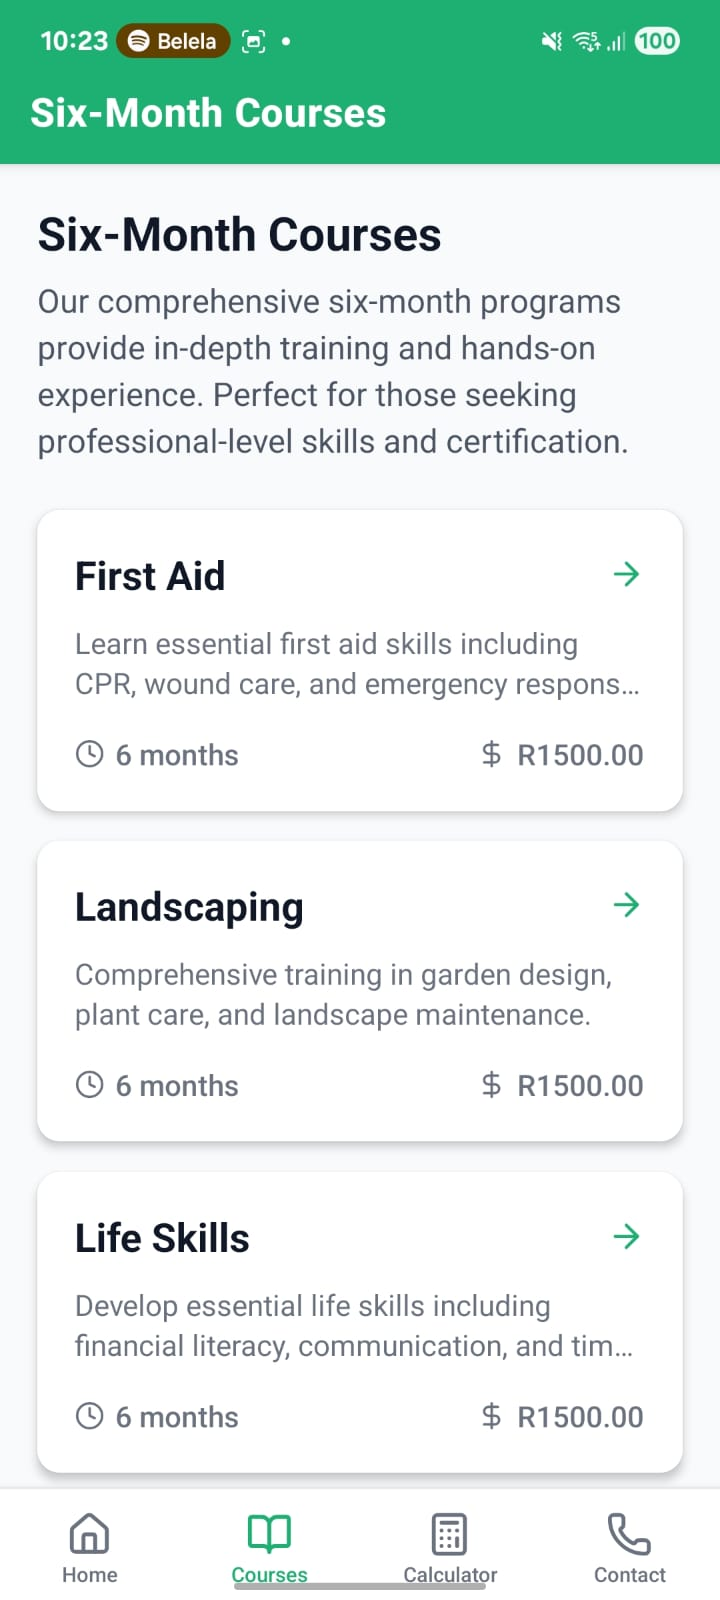 10:23 Belela 100
Six-Month Courses
Six-Month Courses
Our comprehensive six-month programs
provide in-depth training and hands-on
experience. Perfect for those seeking
professional-level skills and certification.
First Aid
Learn essential first aid skills including
CPR, wound care, and emergency respons...
6 months $ R1500.00
Landscaping
Comprehensive training in garden design,
plant care, and landscape maintenance.
6 months $ R1500.00
Life Skills
Develop essential life skills including
financial literacy, communication, and tim...
6 months $ R1500.00
Home Courses Calculator Contact